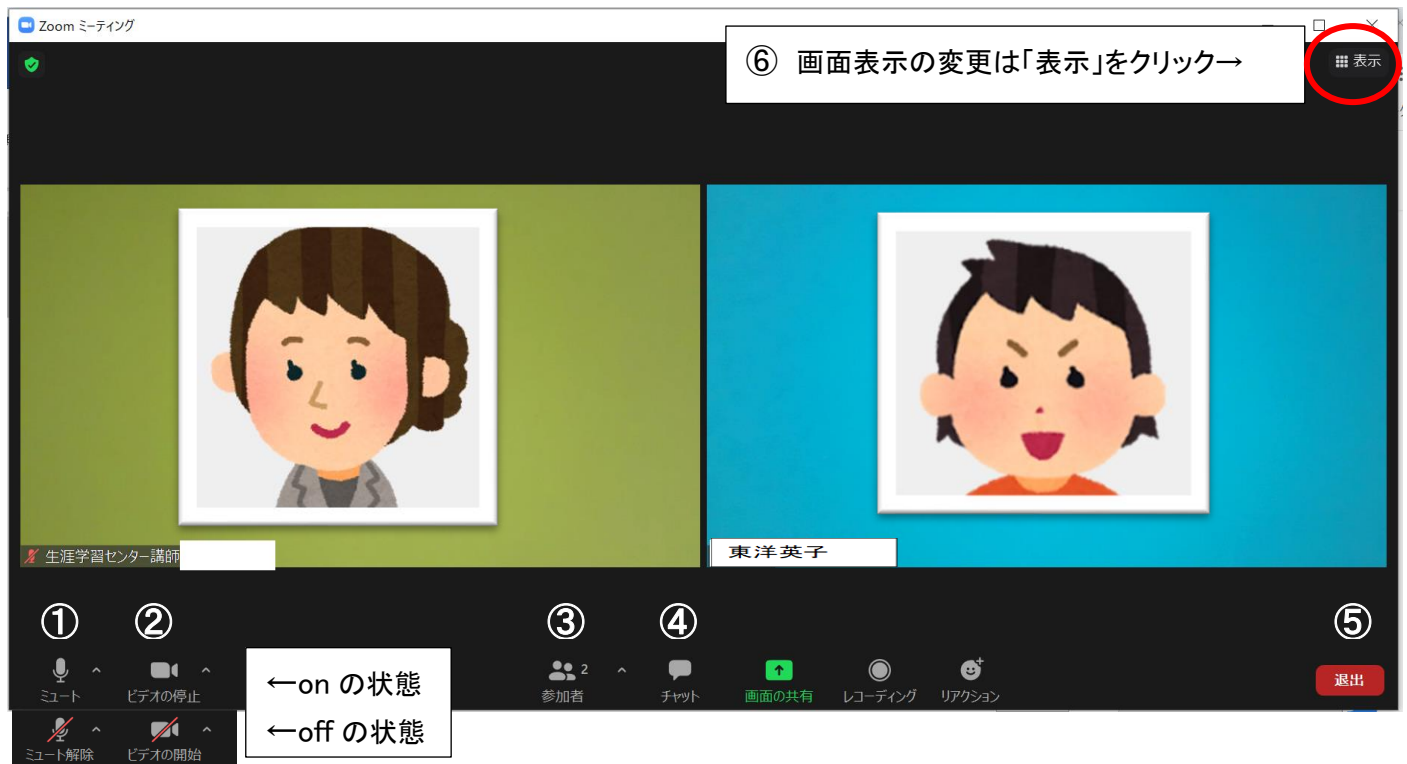 Zoom ミーティング
⑥ 画面表示の変更は「表示」をクリック→
表示
生涯学習センター講師
東洋英子
① ② ③ ④ ⑤
ミュート ビデオの停止 2 参加者 チャット 画面の共有 レコーディング リアクション 退出
←on の状態
ミュート解除 ビデオの開始
←off の状態